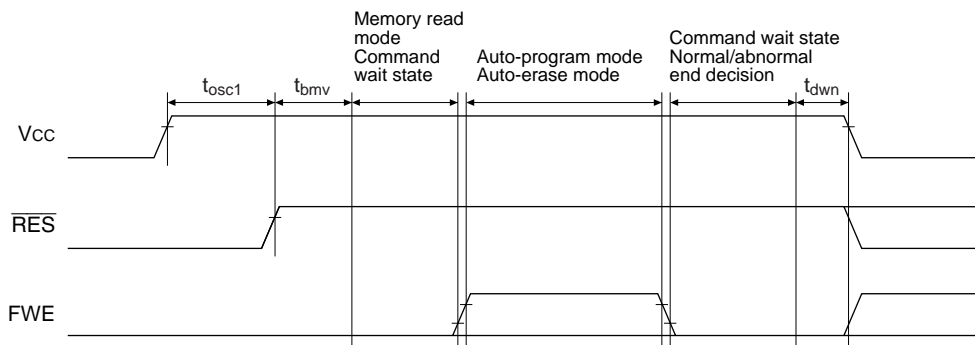 Memory read
mode
Command
wait state
Auto-program mode
Auto-erase mode
Command wait state
Normal/abnormal
end decision
tosc1
tbmv
tdwn
VCC
RES
FWE